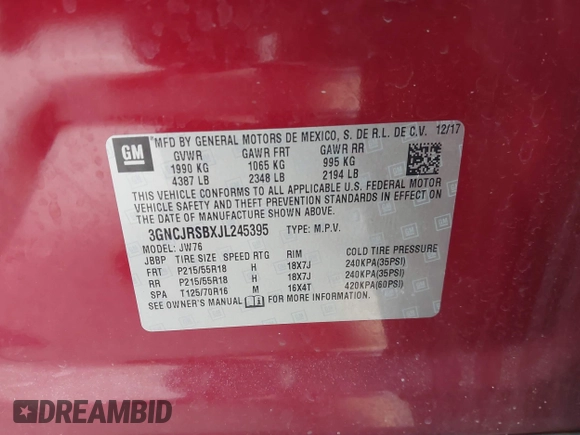 GM
MFD BY GENERAL MOTORS DE MEXICO, S. DE R.L. DE C.V. 12/17
GVWR GAWR FRT GAWR RR
1990 KG 1065 KG 995 KG
4387 LB 2348 LB 2194 LB
THIS VEHICLE CONFORMS TO ALL APPLICABLE U.S. FEDERAL MOTOR
VEHICLE SAFETY AND THEFT PREVENTION STANDARDS IN EFFECT ON
THE DATE OF MANUFACTURE SHOWN ABOVE.
3GNCJRSBXJL245395 TYPE: M.P.V.
MODEL: JW76
JBBP TIRE SIZE SPEED RTG RIM COLD TIRE PRESSURE
FRT P215/55R18 H 18X7J 240KPA(35PSI)
RR P215/55R18 H 18X7J 240KPA(35PSI)
SPA T125/70R16 M 16X4T 420KPA(60PSI)
SEE OWNER'S MANUAL FOR MORE INFORMATION.
DREAMBID